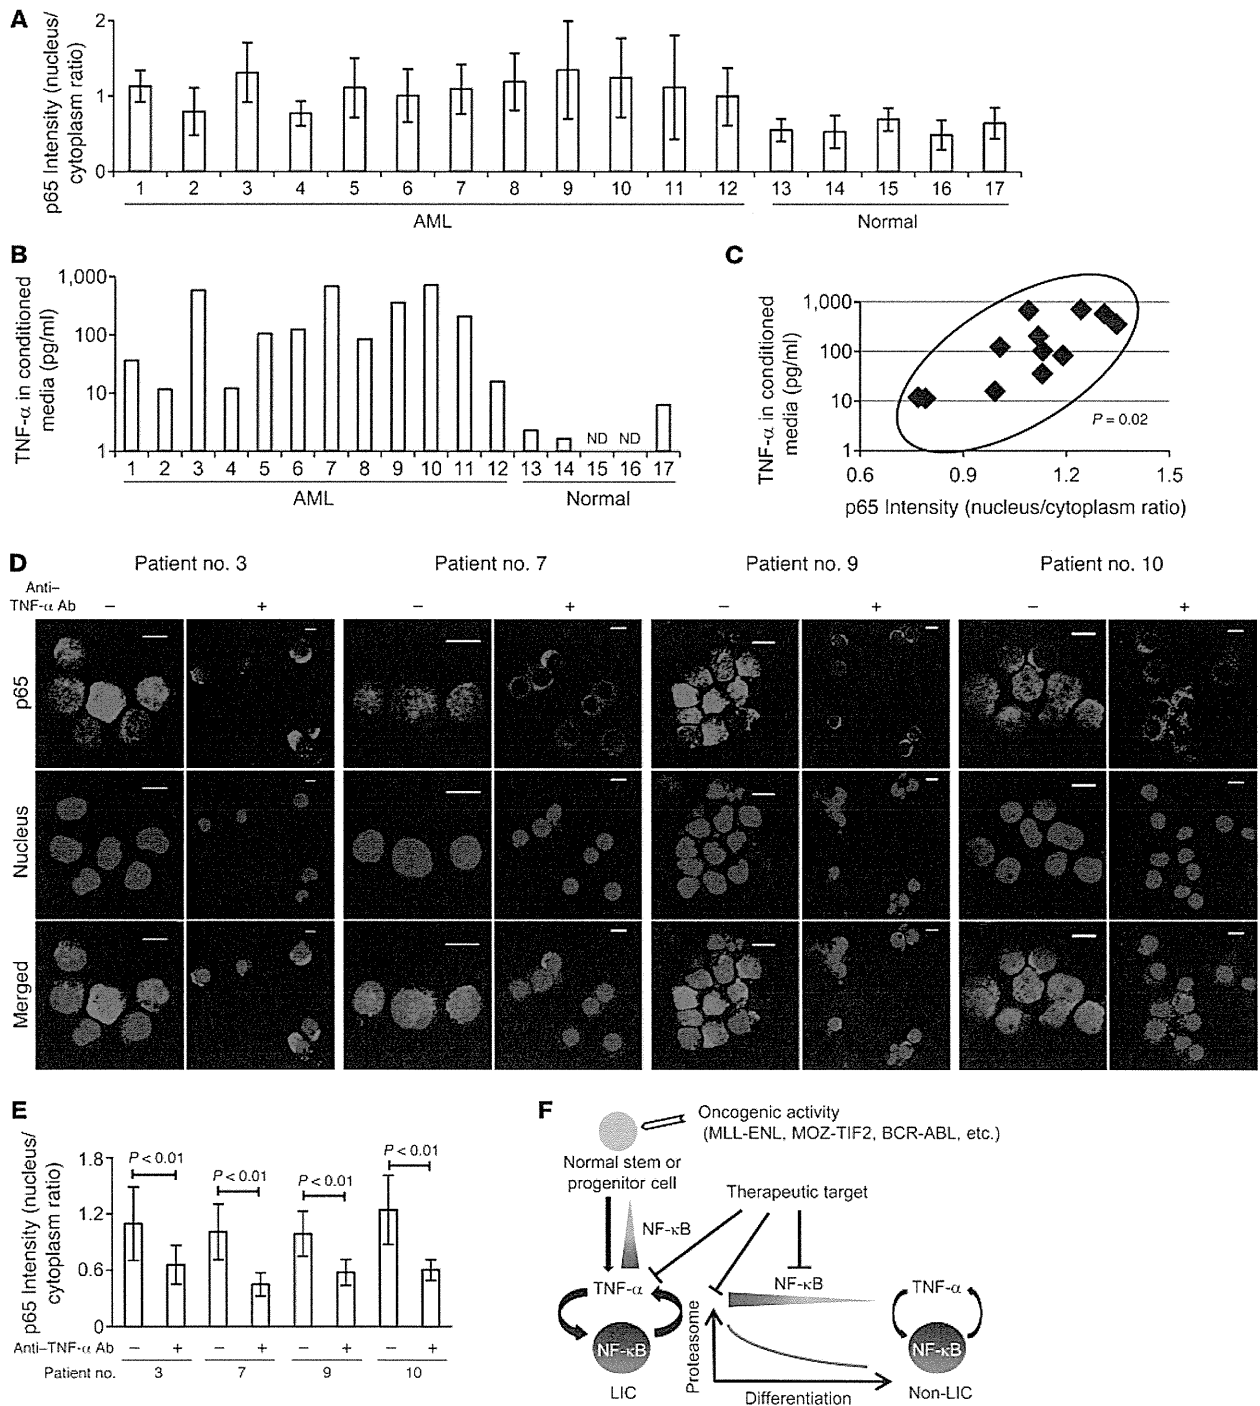 A
p65 Intensity (nucleus/
cytoplasm ratio)
2
1
0
1 2 3 4 5 6 7 8 9 10 11 12 13 14 15 16 17
AML Normal
B
TNF-α in conditioned
media (pg/ml)
1,000
100
10
1
ND ND
1 2 3 4 5 6 7 8 9 10 11 12 13 14 15 16 17
AML Normal
C
TNF-α in conditioned
media (pg/ml)
1,000
100
10
1
P = 0.02
0.6 0.9 1.2 1.5
p65 Intensity (nucleus/cytoplasm ratio)
D
Patient no. 3 Patient no. 7 Patient no. 9 Patient no. 10
Anti–
TNF-α Ab – + – + – + – +
p65
Nucleus
Merged
E
p65 Intensity (nucleus/
cytoplasm ratio)
1.8
1.2
0.6
0
P < 0.01 P < 0.01 P < 0.01 P < 0.01
Anti–TNF-α Ab – + – + – + – +
Patient no. 3 7 9 10
F
Oncogenic activity
(MLL-ENL, MOZ-TIF2, BCR-ABL, etc.)
Normal stem or
progenitor cell
Therapeutic target
NF-κB
TNF-α
NF-κB
TNF-α
NF-κB
NF-κB
Proteasome
LIC
Differentiation
Non-LIC